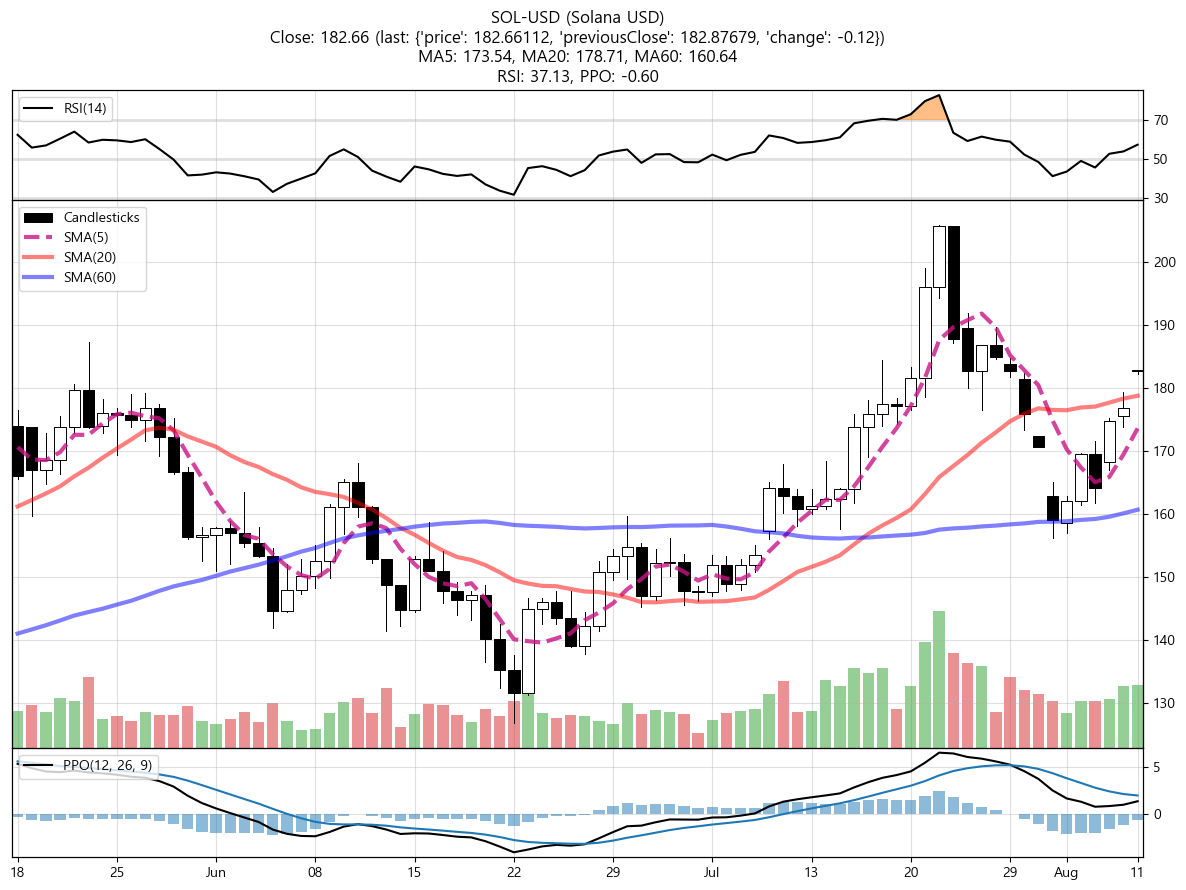 SOL-USD (Solana USD)
Close: 182.66 (last: {'price': 182.66112, 'previousClose': 182.87679, 'change': -0.12})
MA5: 173.54, MA20: 178.71, MA60: 160.64
RSI: 37.13, PPO: -0.60
RSI(14)
70
50
30
Candlesticks
SMA(5)
SMA(20)
SMA(60)
200
190
180
170
160
150
140
130
PPO(12, 26, 9)
5
0
18 25 Jun 08 15 22 29 Jul 13 20 29 Aug 11